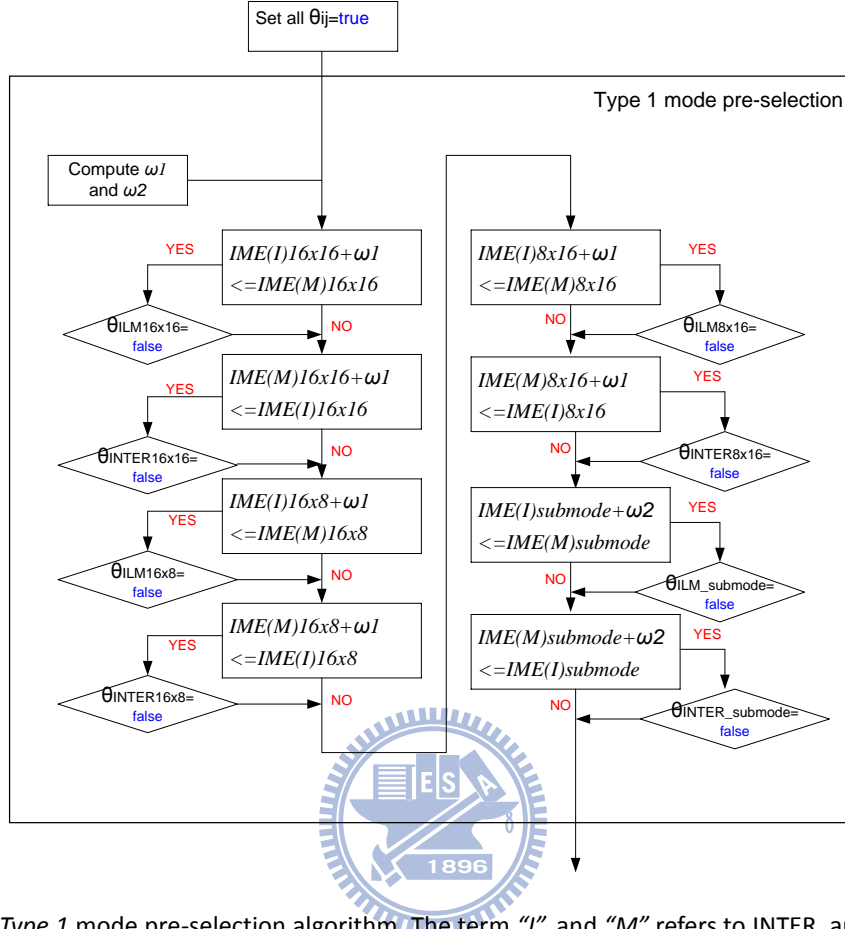 Set all θij=true
Type 1 mode pre-selection
Compute ω1
and ω2
IME(I)16x16+ω1
<=IME(M)16x16
YES
θILM16x16=
false
NO
IME(M)16x16+ω1
<=IME(I)16x16
YES
θINTER16x16=
false
NO
IME(I)16x8+ω1
<=IME(M)16x8
YES
θILM16x8=
false
NO
IME(M)16x8+ω1
<=IME(I)16x8
YES
θINTER16x8=
false
NO
IME(I)8x16+ω1
<=IME(M)8x16
YES
θILM8x16=
false
NO
IME(M)8x16+ω1
<=IME(I)8x16
YES
θINTER8x16=
false
NO
IME(I)submode+ω2
<=IME(M)submode
YES
θILM_submode=
false
NO
IME(M)submode+ω2
<=IME(I)submode
YES
θINTER_submode=
false
NO
E S A
1896
Type 1 mode pre-selection algorithm. The term "I" and "M" refers to INTER